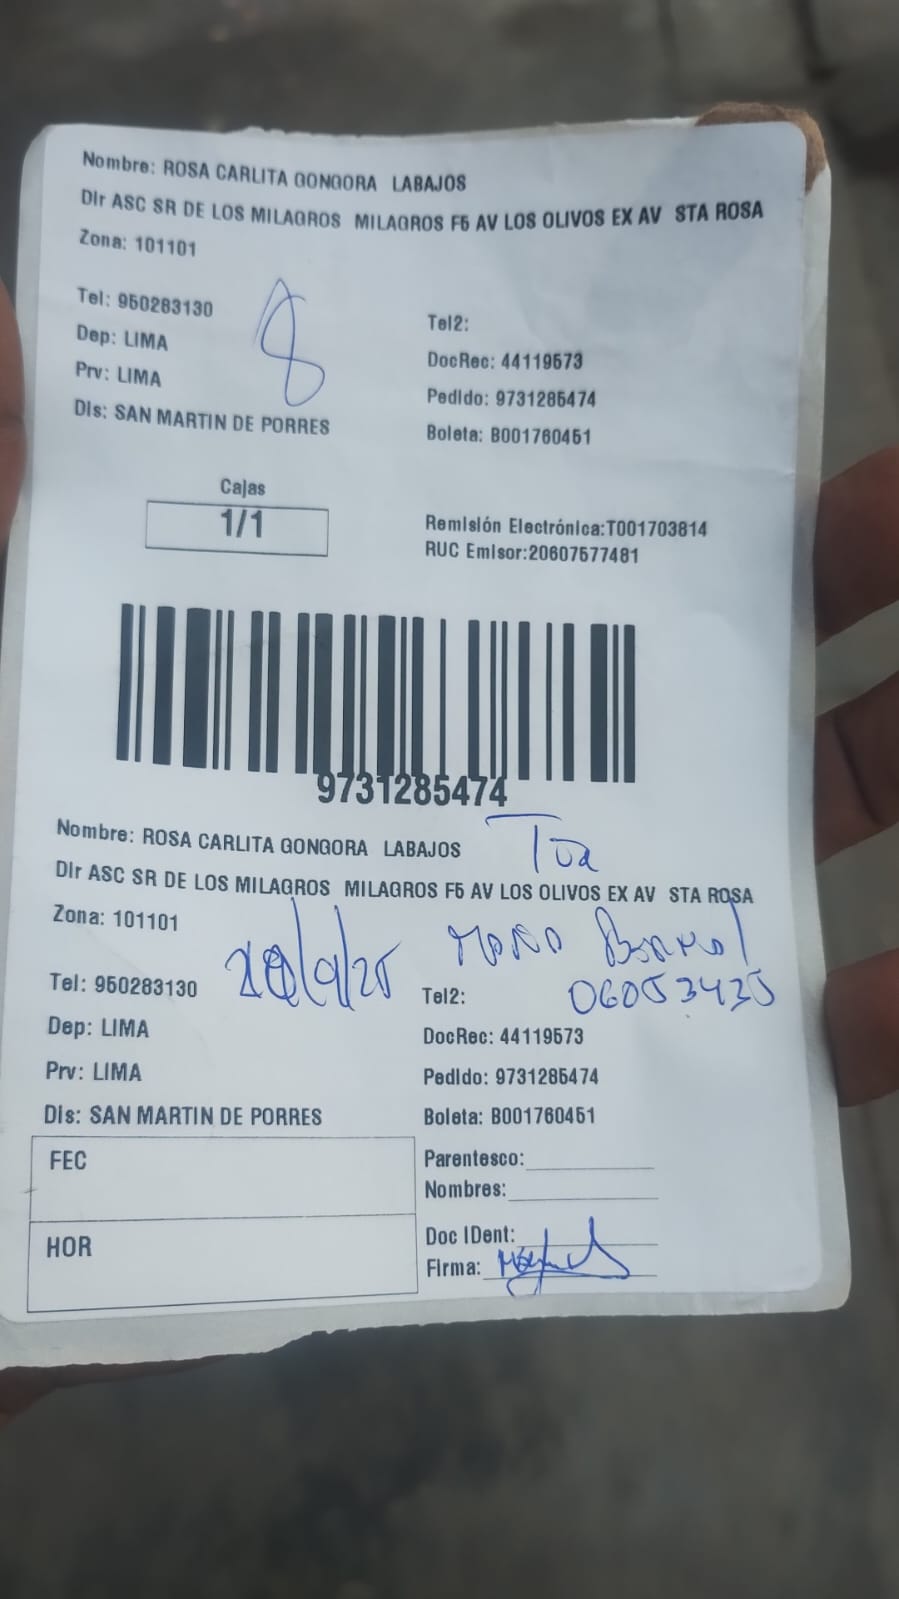 Nombre: ROSA CARLITA GONGORA LABAJOS
Dir ASC SR DE LOS MILAGROS MILAGROS F5 AV LOS OLIVOS EX AV STA ROSA
Zona: 101101
8
Tel: 950283130
Tel2:
Dep: LIMA
DocRec: 44119573
Prv: LIMA
Pedido: 9731285474
Dis: SAN MARTIN DE PORRES
Boleta: B001760451
Cajas
1/1
Remisión Electrónica:T001703814
RUC Emisor:20607577481
9731285474
Nombre: ROSA CARLITA GONGORA LABAJOS
Dir ASC SR DE LOS MILAGROS MILAGROS F5 AV LOS OLIVOS EX AV STA ROSA
Zona: 101101
06053435
Tel: 950283130
Tel2:
Dep: LIMA
DocRec: 44119573
Prv: LIMA
Pedido: 9731285474
Dis: SAN MARTIN DE PORRES
Boleta: B001760451
FEC
Parentesco:
Nombres:
HOR
Doc IDent:
Firma: